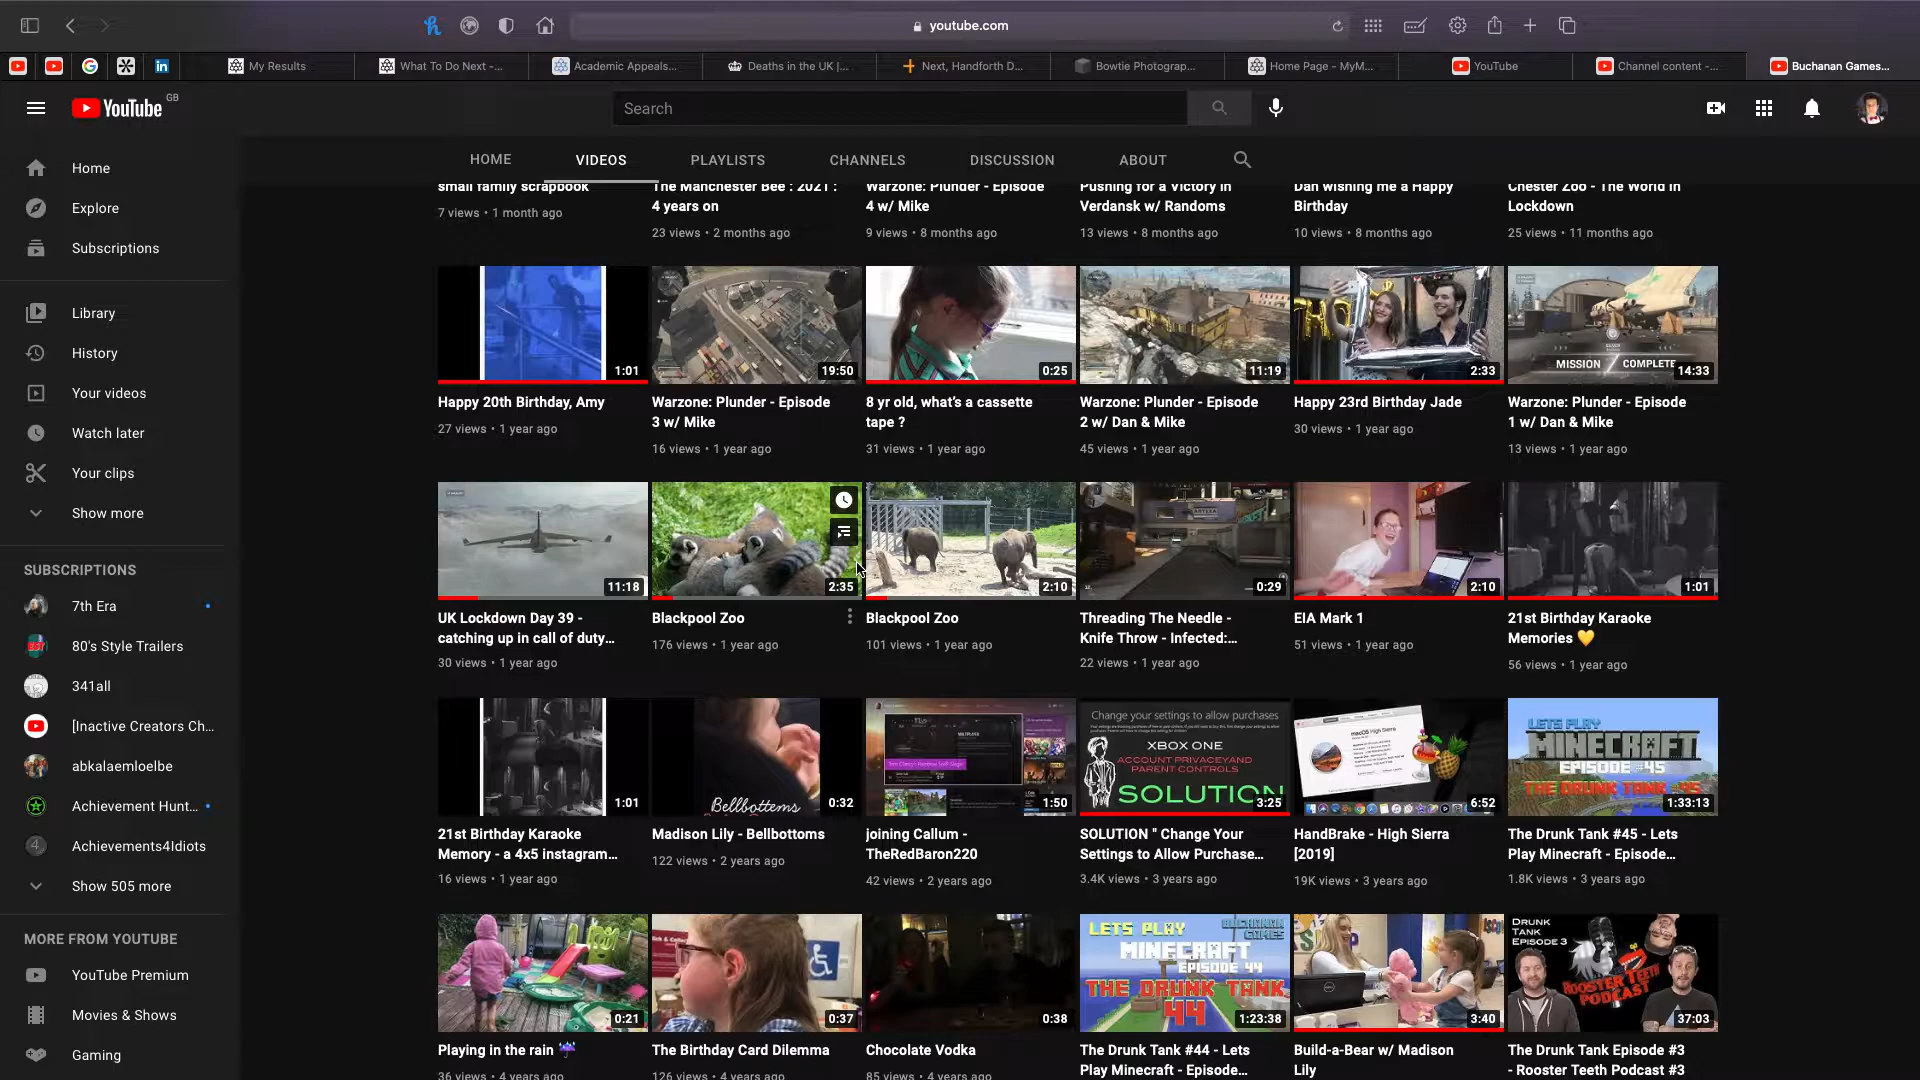 youtube.com
My Results
What To Do Next -...
Academic Appeals...
Deaths in the UK |...
Next, Handforth D...
Bowtie Photograp...
Home Page - MyM...
YouTube
Channel content -...
Buchanan Games...
YouTube GB
Search
HOME
VIDEOS
PLAYLISTS
CHANNELS
DISCUSSION
ABOUT
Home
Explore
Subscriptions
Library
History
Your videos
Watch later
Your clips
Show more
SUBSCRIPTIONS
7th Era
80's Style Trailers
341all
[Inactive Creators Ch...
abkalaemloelbe
Achievement Hunt...
Achievements4Idiots
Show 505 more
MORE FROM YOUTUBE
YouTube Premium
Movies & Shows
Gaming
small family scrapbook
7 views • 1 month ago
The Manchester Bee : 2021 :
4 years on
23 views • 2 months ago
Warzone: Plunder - Episode
4 w/ Mike
9 views • 8 months ago
Pushing for a Victory in
Verdansk w/ Randoms
13 views • 8 months ago
Dan wishing me a Happy
Birthday
10 views • 8 months ago
Chester Zoo - The World in
Lockdown
25 views • 11 months ago
1:01
Happy 20th Birthday, Amy
27 views • 1 year ago
19:50
Warzone: Plunder - Episode
3 w/ Mike
16 views • 1 year ago
0:25
8 yr old, what's a cassette
tape ?
31 views • 1 year ago
11:19
Warzone: Plunder - Episode
2 w/ Dan & Mike
45 views • 1 year ago
2:33
Happy 23rd Birthday Jade
30 views • 1 year ago
MISSION COMPLETE
14:33
Warzone: Plunder - Episode
1 w/ Dan & Mike
13 views • 1 year ago
11:18
UK Lockdown Day 39 -
catching up in call of duty...
30 views • 1 year ago
2:35
Blackpool Zoo
176 views • 1 year ago
2:10
Blackpool Zoo
101 views • 1 year ago
0:29
Threading The Needle -
Knife Throw - Infected:...
22 views • 1 year ago
2:10
EIA Mark 1
51 views • 1 year ago
1:01
21st Birthday Karaoke
Memories 💛
56 views • 1 year ago
1:01
21st Birthday Karaoke
Memory - a 4x5 instagram...
16 views • 1 year ago
Bellbottoms
0:32
Madison Lily - Bellbottoms
122 views • 2 years ago
1:50
joining Callum -
TheRedBaron220
42 views • 2 years ago
Change your settings to allow purchases
XBOX ONE
ACCOUNT PRIVACEYAND
PARENT CONTROLS
SOLUTION
3:25
SOLUTION " Change Your
Settings to Allow Purchase...
3.4K views • 3 years ago
macOS High Sierra
6:52
HandBrake - High Sierra
[2019]
19K views • 3 years ago
LETS PLAY
MINECRAFT
EPISODE #45
THE DRUNK TANK #45
1:33:13
The Drunk Tank #45 - Lets
Play Minecraft - Episode...
1.8K views • 3 years ago
0:21
Playing in the rain ☔
36 views • 4 years ago
0:37
The Birthday Card Dilemma
126 views • 4 years ago
0:38
Chocolate Vodka
85 views • 4 years ago
LETS PLAY
BUCHANAN
GAMES
MINECRAFT
EPISODE 44
THE DRUNK TANK
44
1:23:38
The Drunk Tank #44 - Lets
Play Minecraft - Episode...
3:40
Build-a-Bear w/ Madison
Lily
DRUNK
TANK
EPISODE 3
ROOSTER TEETH
PODCAST
37:03
The Drunk Tank Episode #3
- Rooster Teeth Podcast #3